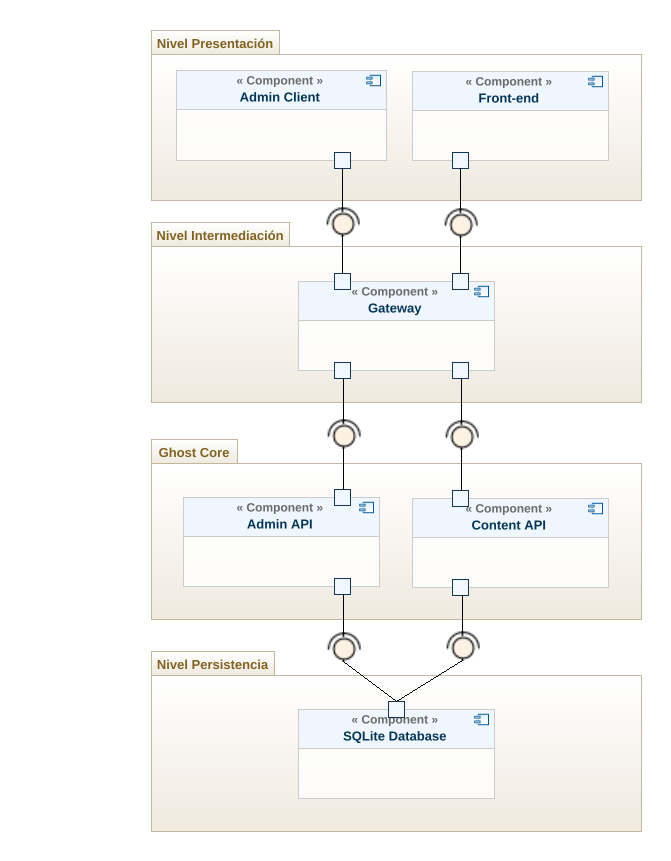 Nivel Presentación
« Component »
Admin Client
« Component »
Front-end
Nivel Intermediación
« Component »
Gateway
Ghost Core
« Component »
Admin API
« Component »
Content API
Nivel Persistencia
« Component »
SQLite Database